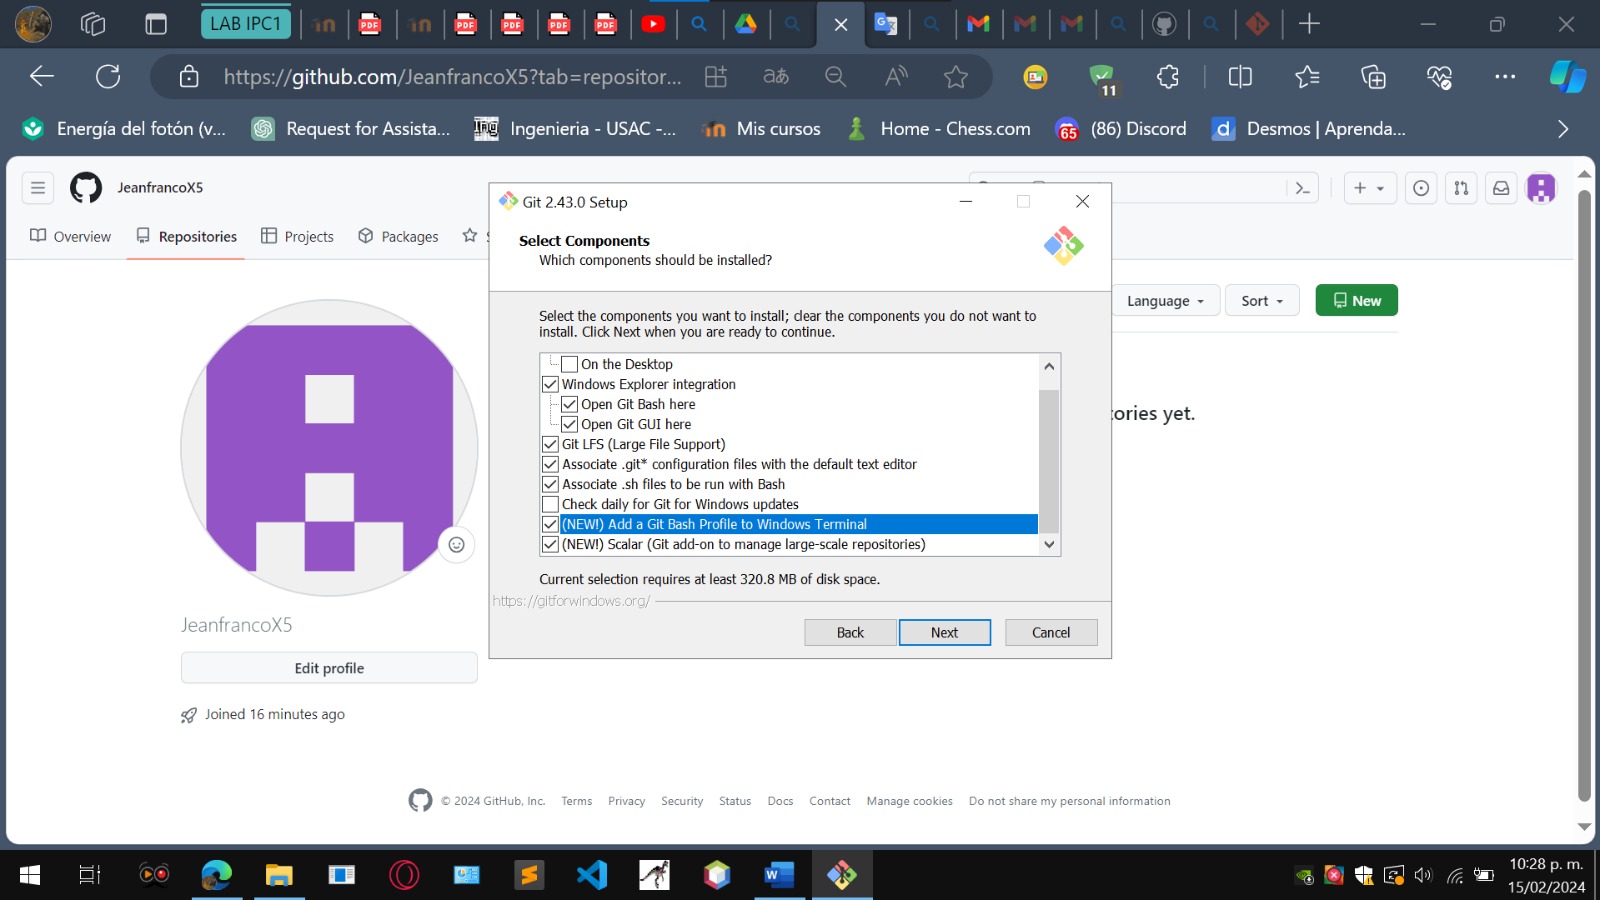 LAB IPC1
PDF
PDF
PDF
PDF
PDF
https://github.com/JeanfrancoX5?tab=repositor...
11
Energía del fotón (v...
Request for Assista...
Ingenieria - USAC -...
Mis cursos
Home - Chess.com
65
(86) Discord
Desmos | Aprenda...
JeanfrancoX5
Overview
Repositories
Projects
Packages
Git 2.43.0 Setup
Select Components
Which components should be installed?
Select the components you want to install; clear the components you do not want to
install. Click Next when you are ready to continue.
On the Desktop
Windows Explorer integration
Open Git Bash here
Open Git GUI here
Git LFS (Large File Support)
Associate .git* configuration files with the default text editor
Associate .sh files to be run with Bash
Check daily for Git for Windows updates
(NEW!) Add a Git Bash Profile to Windows Terminal
(NEW!) Scalar (Git add-on to manage large-scale repositories)
Current selection requires at least 320.8 MB of disk space.
https://gitforwindows.org/
Back
Next
Cancel
Language
Sort
New
yet.
JeanfrancoX5
Edit profile
Joined 16 minutes ago
© 2024 GitHub, Inc.
Terms
Privacy
Security
Status
Docs
Contact
Manage cookies
Do not share my personal information
10:28 p. m.
15/02/2024